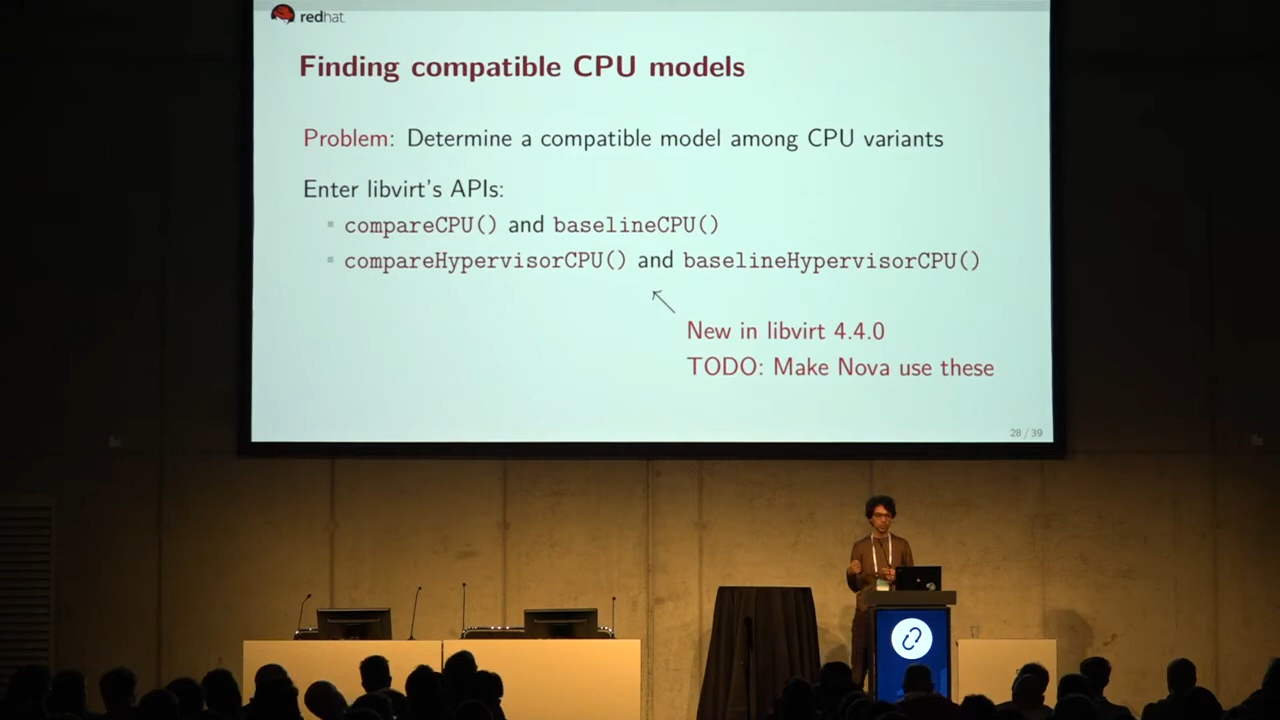 redhat.
Finding compatible CPU models
Problem: Determine a compatible model among CPU variants
Enter libvirt's APIs:
compareCPU() and baselineCPU()
compareHypervisorCPU() and baselineHypervisorCPU()
New in libvirt 4.4.0
TODO: Make Nova use these
28 / 39